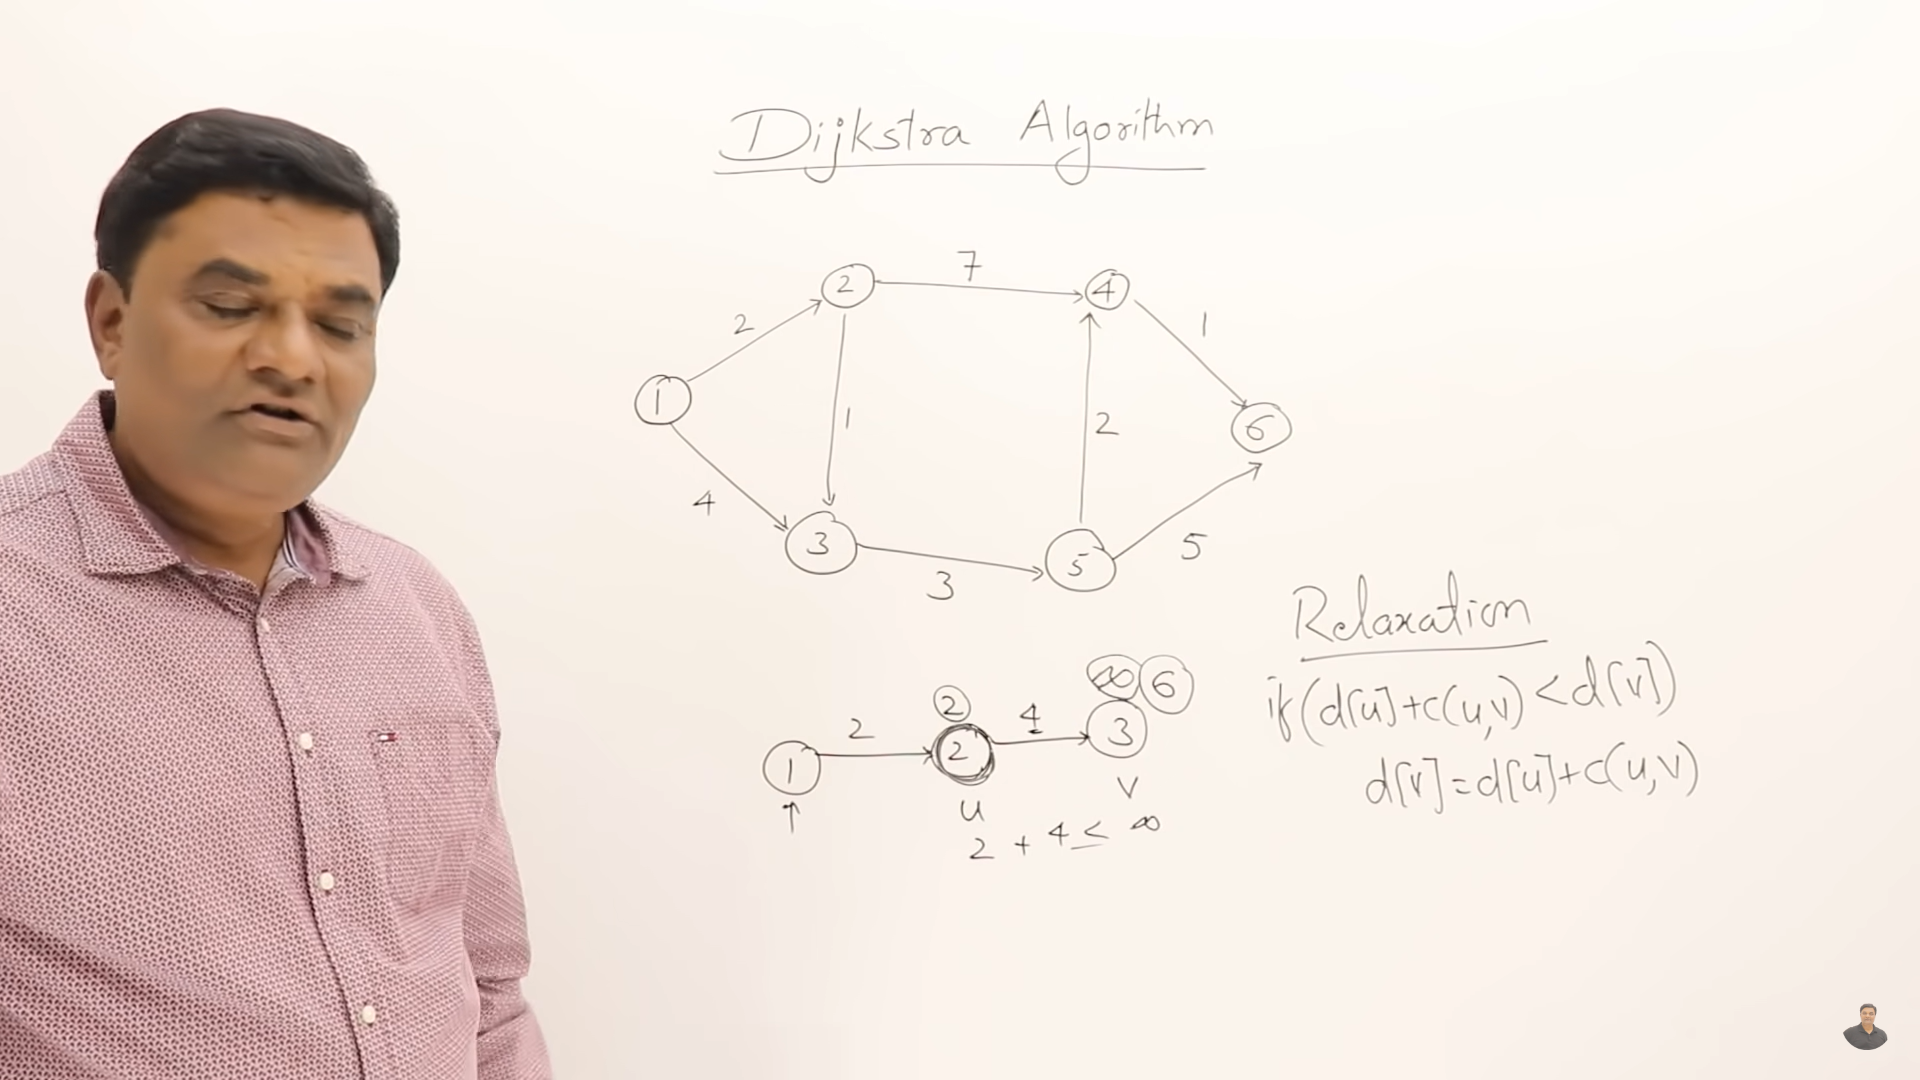 Dijkstra Algorithm
7
2
4
2
1
1
1
2
6
4
3
5
5
3
Relaxation
if(d[u]+c(u,v)<d[v])
d[v]=d[u]+c(u,v)
∞ 6
2
2 4
1 2 3
u v
2 + 4 ≤ ∞